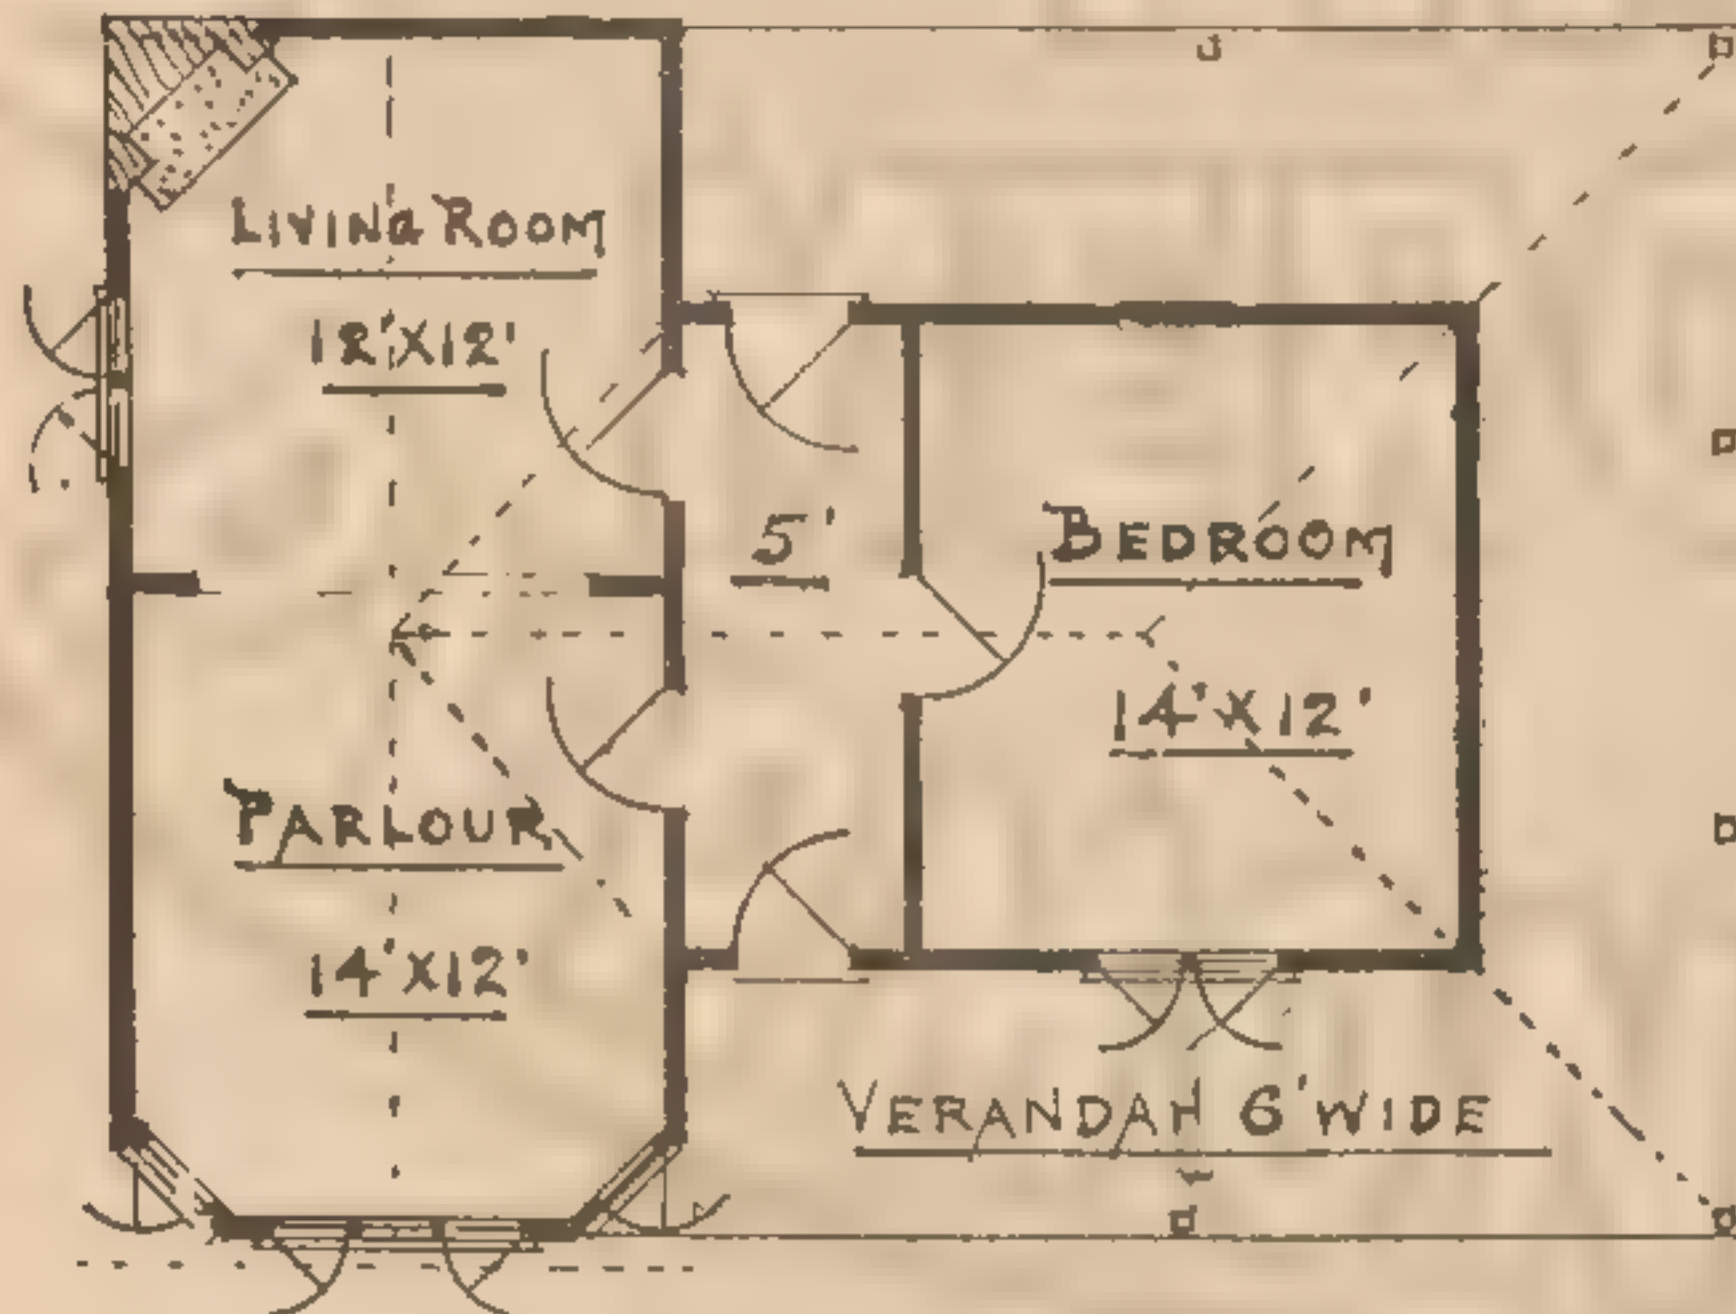 LIVING ROOM
12'X12'
5'
BEDROOM
14'X12'
PARLOUR
14'X12'
VERANDAH 6' WIDE